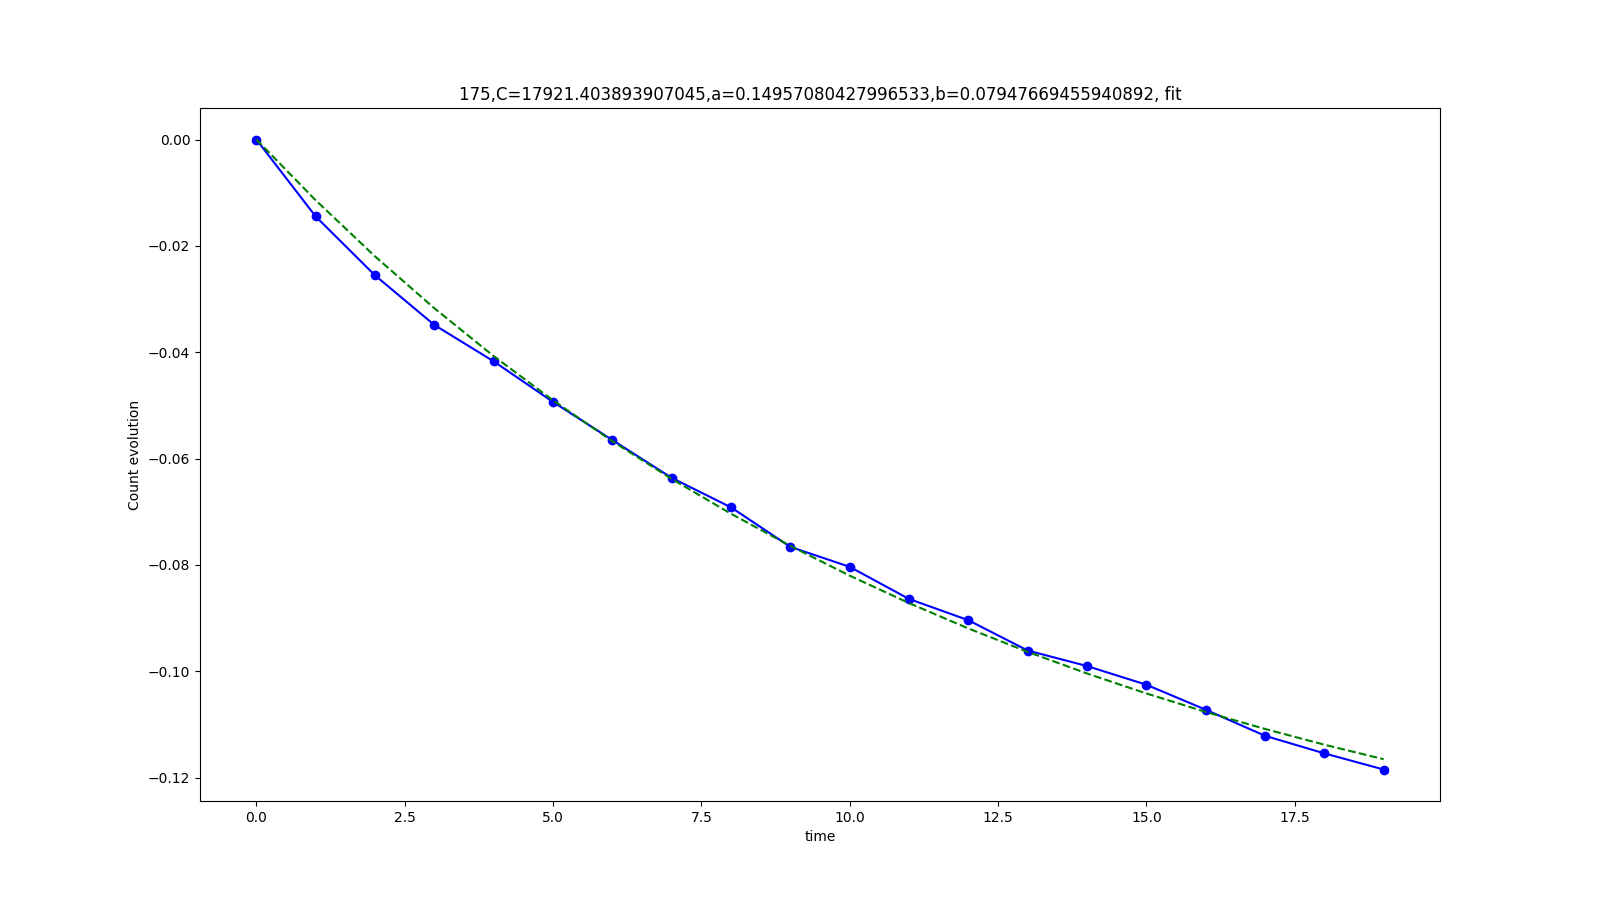 175,C=17921.403893907045,a=0.14957080427996533,b=0.07947669455940892, fit
0.00
−0.02
−0.04
−0.06
−0.08
−0.10
−0.12
Count evolution
0.0 2.5 5.0 7.5 10.0 12.5 15.0 17.5
time